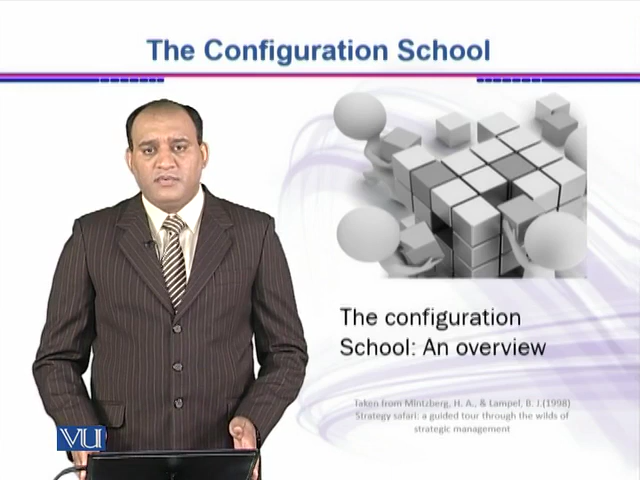 The Configuration School
The configuration
School: An overview
Taken from Mintzberg, H. A., & Lampel, B. J.(1998)
Strategy safari: a guided tour through the wilds of
strategic management
VU